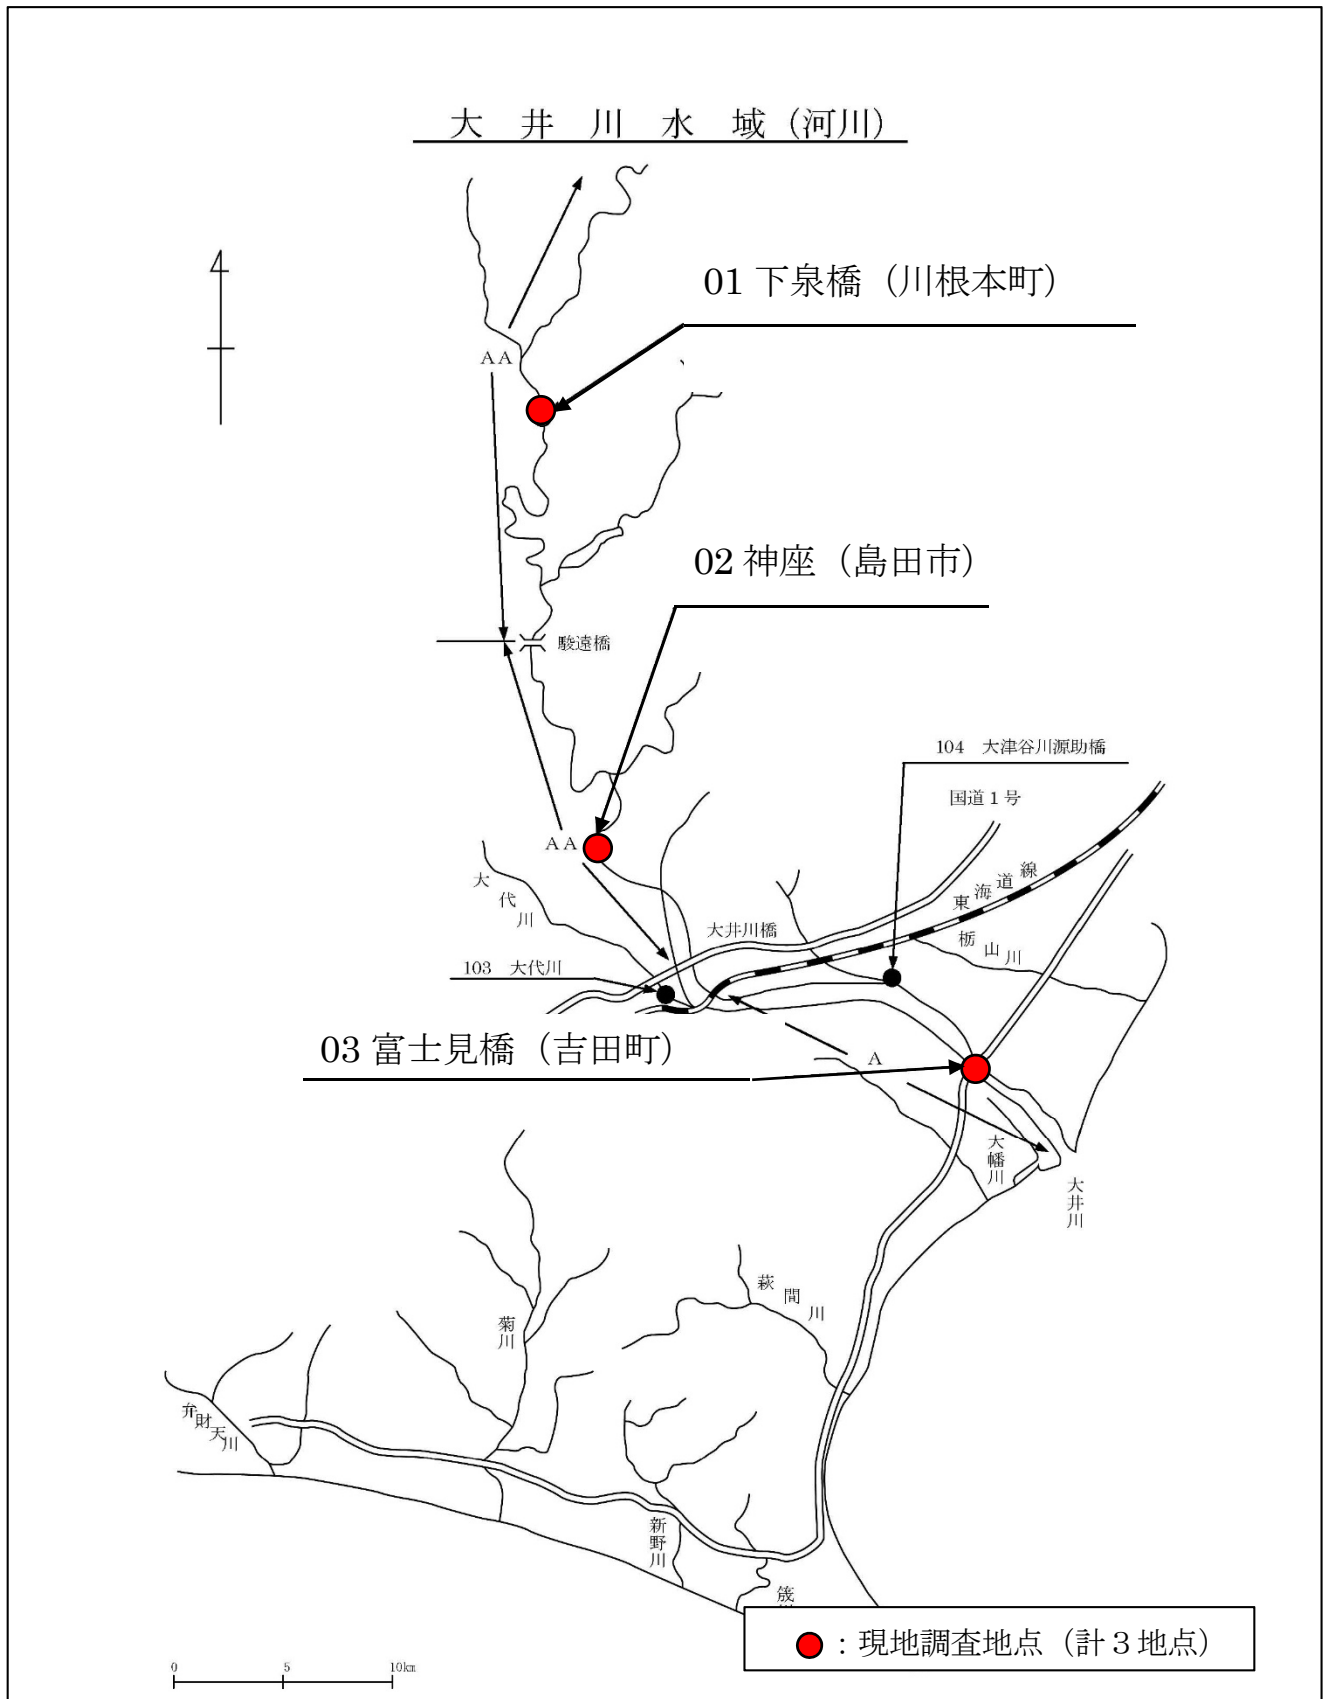 大井川水域(河川)
01 下泉橋（川根本町）
AA
02 神座（島田市）
駿遠橋
104 大津谷川源助橋
国道1号
AA
大代川
東海道線
大井川橋
栃山川
103 大代川
03 富士見橋（吉田町）
A
大幡川
大井川
萩間川
菊川
弁財天川
新野川
筬
：現地調査地点（計３地点）
0 5 10km